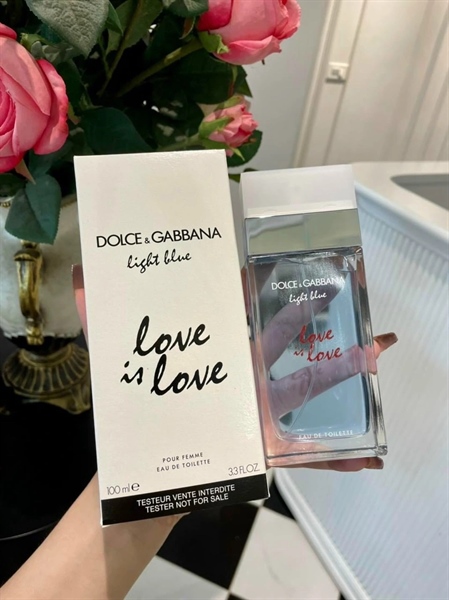 DOLCE & GABBANA
light blue
love
is love
POUR FEMME
EAU DE TOILETTE
100 ml e
3.3 FL.OZ.
TESTEUR VENTE INTERDITE
TESTER NOT FOR SALE
DOLCE & GABBANA
light blue
love
is love
EAU DE TOILETTE